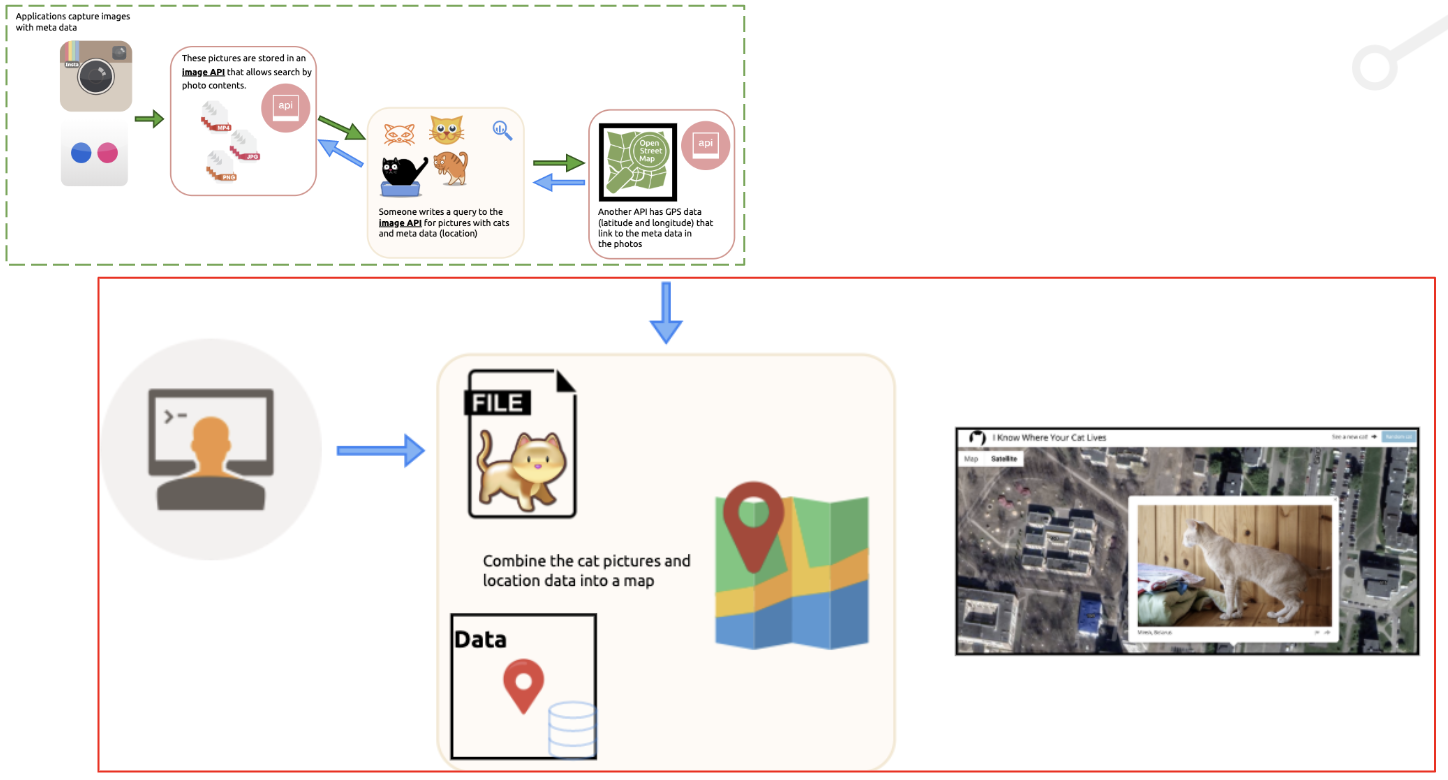 Applications capture images
with meta data
Insta
These pictures are stored in an
image API that allows search by
photo contents.
api
MP4
JPG
PNG
Someone writes a query to the
image API for pictures with cats
and meta data (location)
Open
Street
Map
api
Another API has GPS data
(latitude and longitude) that
link to the meta data in
the photos
FILE
Combine the cat pictures and
location data into a map
Data
I Know Where Your Cat Lives
See a new cat!
Random cat
Map
Satellite
Minsk, Belarus